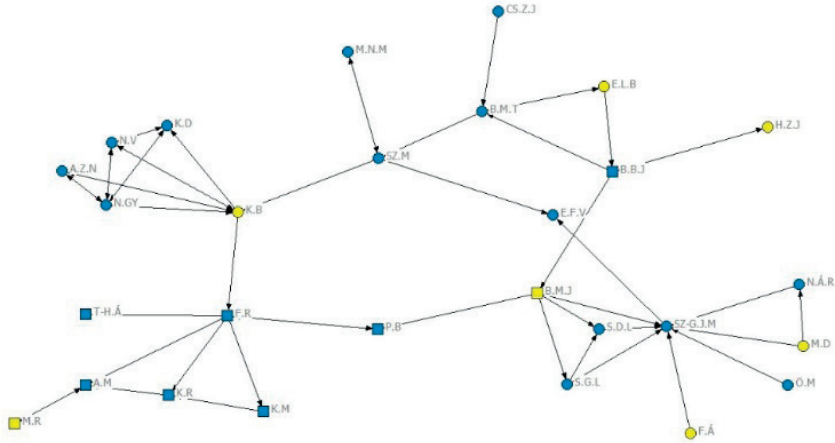 CS.Z.J
M.N.M
E.L.B
B.M.T
K.D
H.Z.J
N.V
SZ.M
A.Z.N
B.B.J
N.GY
K.B
E.F.V
N.Á.R
B.M.J
T-H.Á
F.R
P.B
S.D.L
SZ-G.J.M
M.D
A.M
S.G.L
Ö.M
K.R
K.M
M.R
F.Á